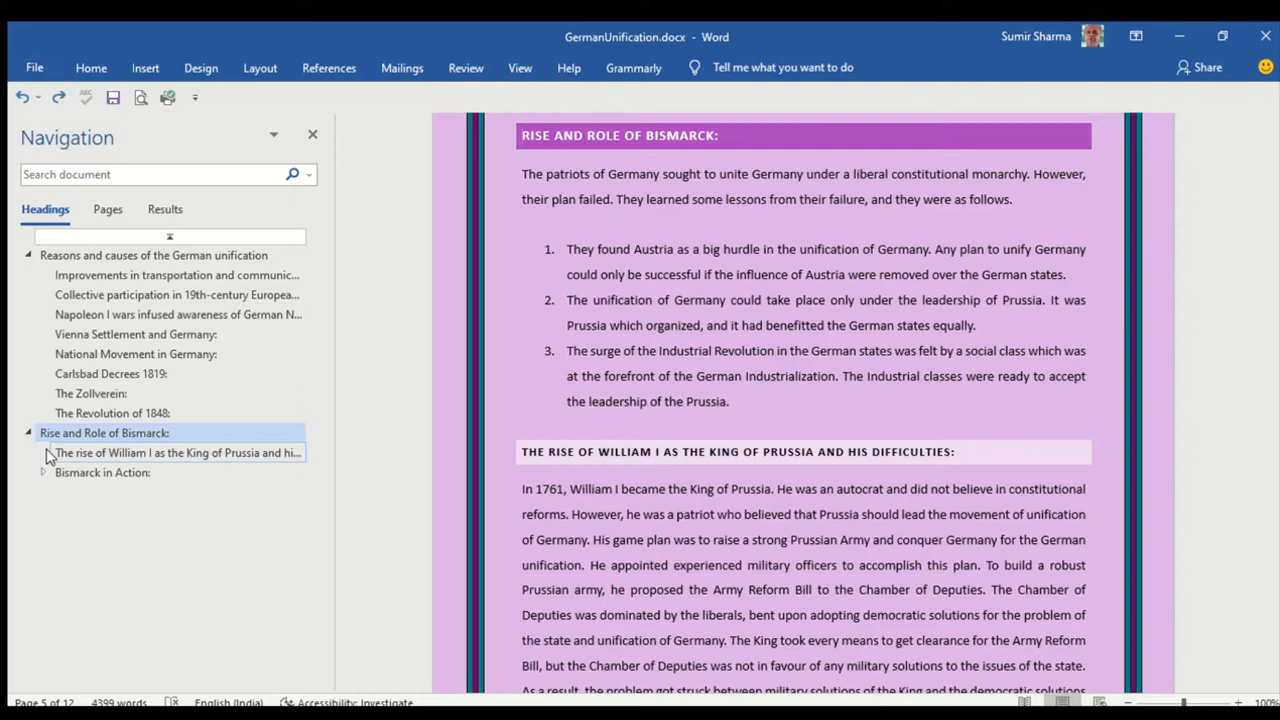 GermanUnification.docx - Word
Sumir Sharma
File Home Insert Design Layout References Mailings Review View Help Grammarly Tell me what you want to do Share
ABC
Navigation
Search document
Headings Pages Results
Reasons and causes of the German unification
Improvements in transportation and communic...
Collective participation in 19th-century Europea...
Napoleon I wars infused awareness of German N...
Vienna Settlement and Germany:
National Movement in Germany:
Carlsbad Decrees 1819:
The Zollverein:
The Revolution of 1848:
Rise and Role of Bismarck:
The rise of William I as the King of Prussia and hi...
Bismarck in Action:
RISE AND ROLE OF BISMARCK:
The patriots of Germany sought to unite Germany under a liberal constitutional monarchy. However,
their plan failed. They learned some lessons from their failure, and they were as follows.
1. They found Austria as a big hurdle in the unification of Germany. Any plan to unify Germany
could only be successful if the influence of Austria were removed over the German states.
2. The unification of Germany could take place only under the leadership of Prussia. It was
Prussia which organized, and it had benefitted the German states equally.
3. The surge of the Industrial Revolution in the German states was felt by a social class which was
at the forefront of the German Industrialization. The Industrial classes were ready to accept
the leadership of the Prussia.
THE RISE OF WILLIAM I AS THE KING OF PRUSSIA AND HIS DIFFICULTIES:
In 1761, William I became the King of Prussia. He was an autocrat and did not believe in constitutional
reforms. However, he was a patriot who believed that Prussia should lead the movement of unification
of Germany. His game plan was to raise a strong Prussian Army and conquer Germany for the German
unification. He appointed experienced military officers to accomplish this plan. To build a robust
Prussian army, he proposed the Army Reform Bill to the Chamber of Deputies. The Chamber of
Deputies was dominated by the liberals, bent upon adopting democratic solutions for the problem of
the state and unification of Germany. The King took every means to get clearance for the Army Reform
Bill, but the Chamber of Deputies was not in favour of any military solutions to the issues of the state.
As a result, the problem got struck between military solutions of the King and the democratic solutions
Page 5 of 12 4399 words English (India) Accessibility: Investigate 100%